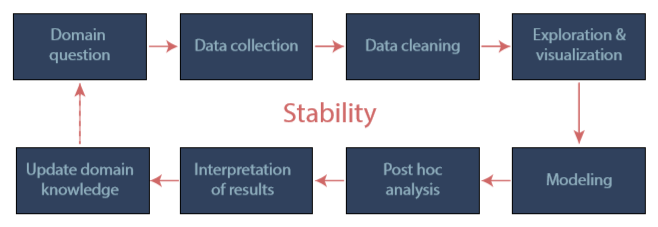 Domain
question
Data collection
Data cleaning
Exploration &
visualization
Stability
Update domain
knowledge
Interpretation
of results
Post hoc
analysis
Modeling